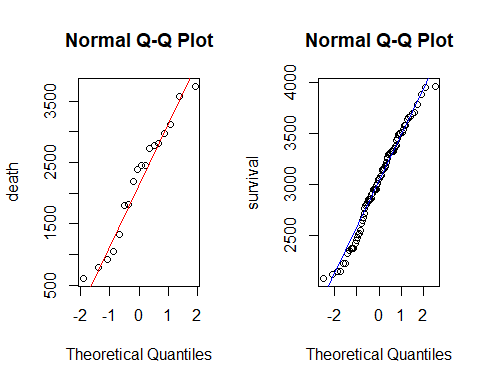 Normal Q-Q Plot
death
500
1500
2500
3500
-2 -1 0 1 2
Theoretical Quantiles
Normal Q-Q Plot
survival
2500
3000
3500
4000
-2 0 1 2
Theoretical Quantiles